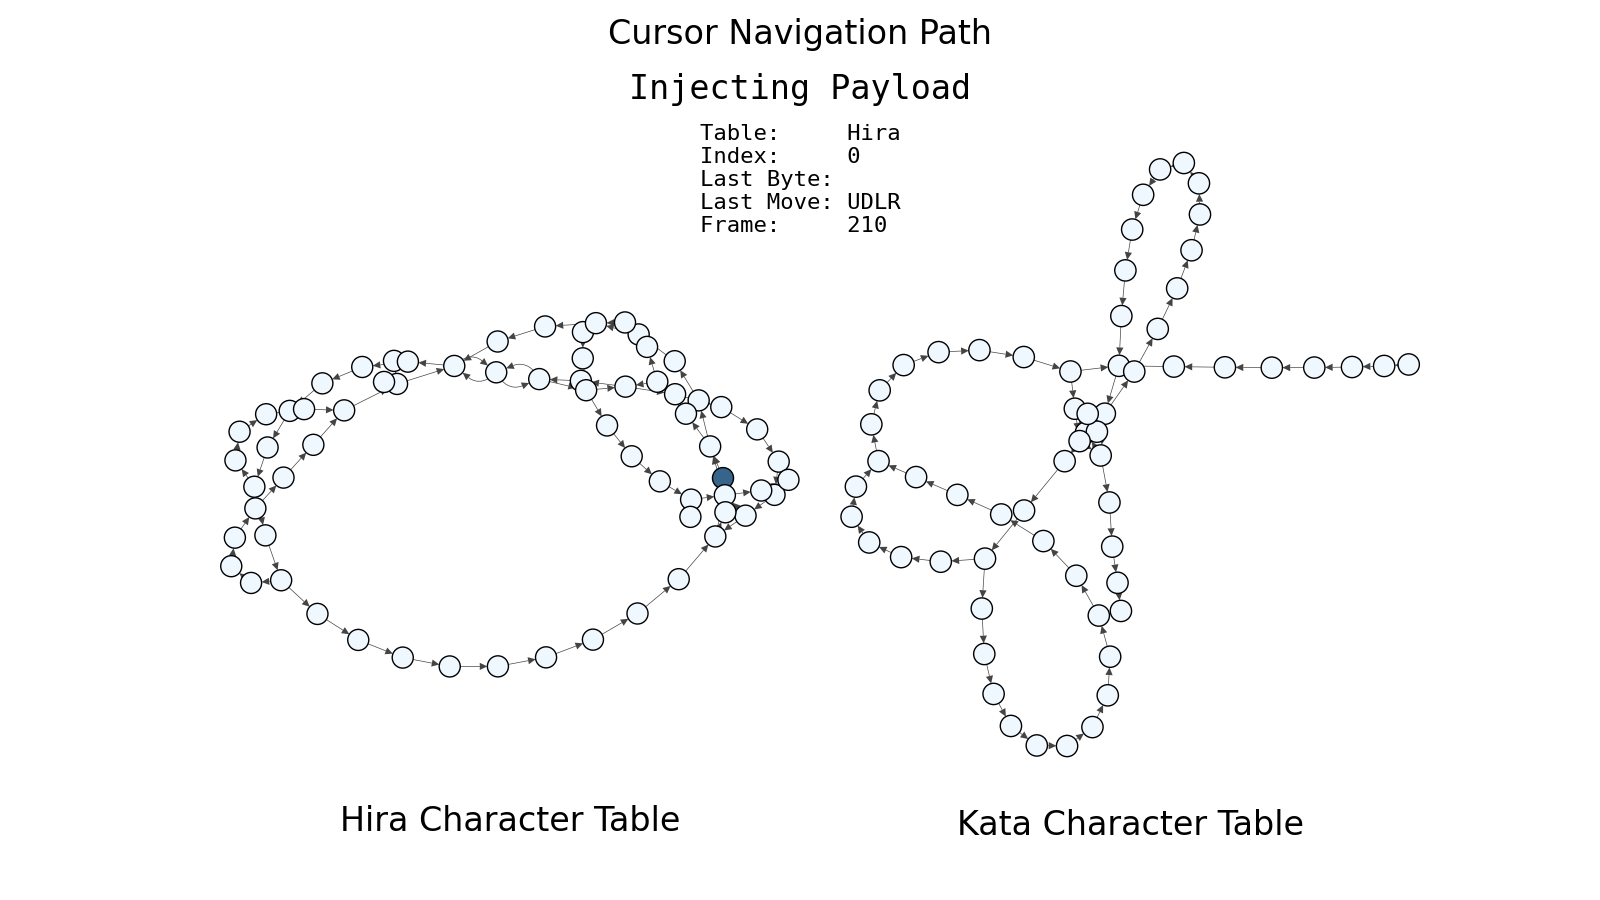 Cursor Navigation Path
Injecting Payload
Table: Hira
Index: 0
Last Byte:
Last Move: UDLR
Frame: 210
Hira Character Table
Kata Character Table